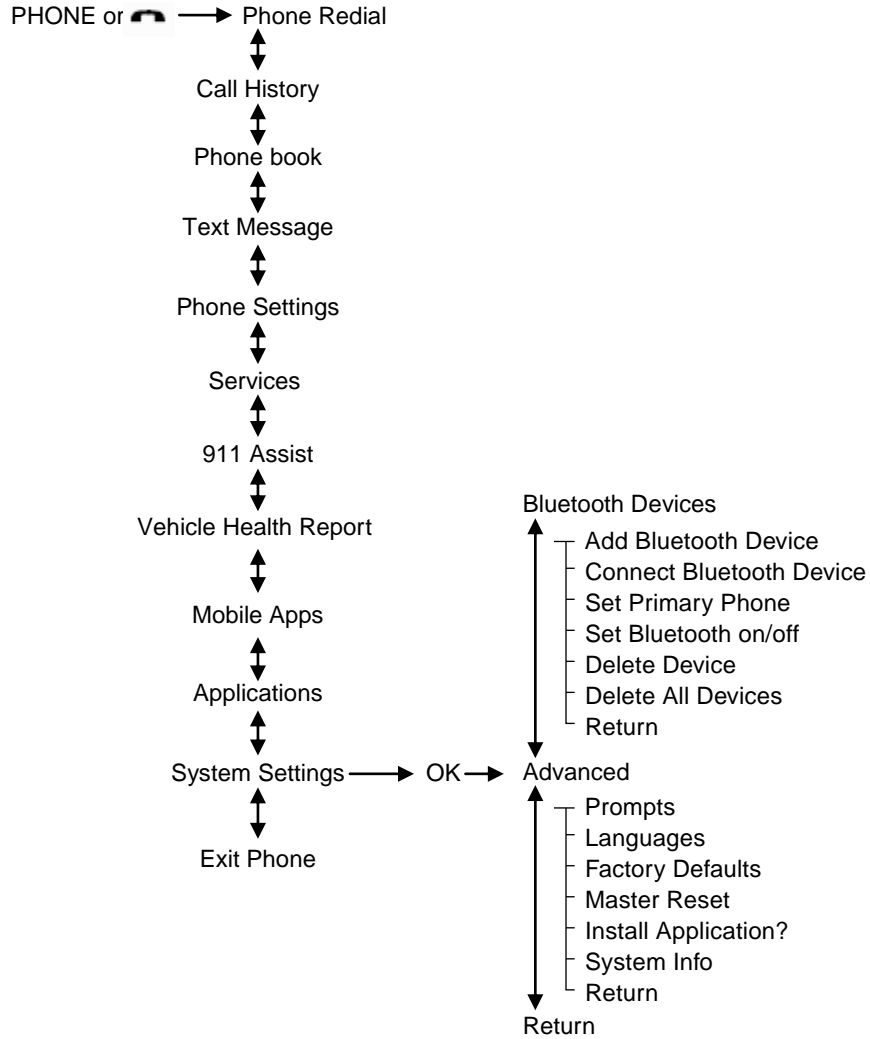 PHONE or Phone Redial
Call History
Phone book
Text Message
Phone Settings
Services
911 Assist
Vehicle Health Report
Mobile Apps
Applications
System Settings OK Advanced
Exit Phone
Bluetooth Devices
Add Bluetooth Device
Connect Bluetooth Device
Set Primary Phone
Set Bluetooth on/off
Delete Device
Delete All Devices
Return
Prompts
Languages
Factory Defaults
Master Reset
Install Application?
System Info
Return
Return